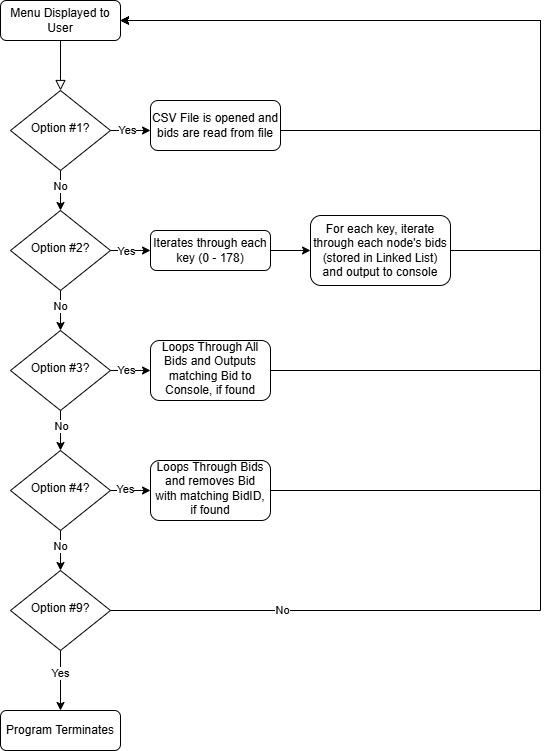 Menu Displayed to
User
Option #1?
Yes
CSV File is opened and
bids are read from file
No
Option #2?
Yes
Iterates through each
key (0 - 178)
For each key, iterate
through each node's bids
(stored in Linked List)
and output to console
No
Option #3?
Yes
Loops Through All
Bids and Outputs
matching Bid to
Console, if found
No
Option #4?
Yes
Loops Through Bids
and removes Bid
with matching BidID,
if found
No
Option #9?
No
Yes
Program Terminates